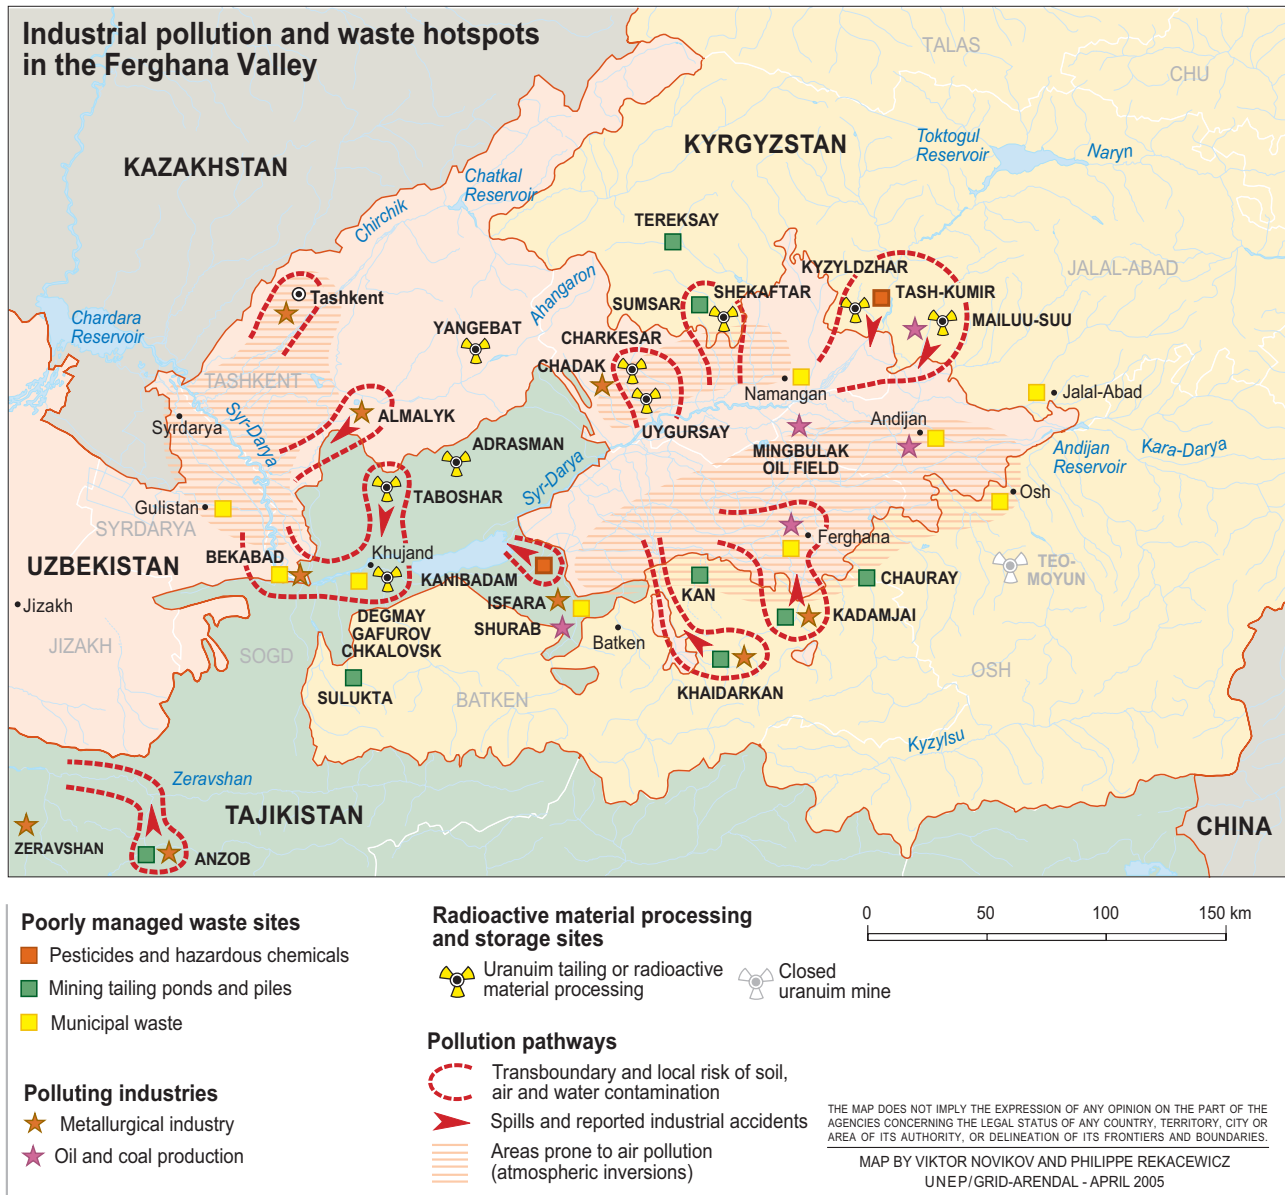 Industrial pollution and waste hotspots
in the Ferghana Valley
TALAS
CHU
KAZAKHSTAN
KYRGYZSTAN
Toktogul
Reservoir
Naryn
Chatkal
Reservoir
Chirchik
TEREKSAY
KYZYLDZHAR
JALAL-ABAD
Ahangaron
Tashkent
SUMSAR
SHEKAFTAR
TASH-KUMIR
MAILUU-SUU
Chardara
Reservoir
YANGEBAT
CHARKESAR
CHADAK
TASHKENT
Namangan
Jalal-Abad
Syrdarya
Syr-Darya
ALMALYK
UYGURSAY
Andijan
ADRASMAN
MINGBULAK
OIL FIELD
Andijan
Reservoir
Kara-Darya
Syr-Darya
TABOSHAR
Osh
Gulistan
SYRDARYA
Ferghana
BEKABAD
Khujand
UZBEKISTAN
KANIBADAM
TEO-
MOYUN
KAN
CHAURAY
ISFARA
Jizakh
DEGMAY
GAFUROV
CHKALOVSK
SHURAB
Batken
KADAMJAI
JIZAKH
SOGD
OSH
SULUKTA
BATKEN
KHAIDARKAN
Kyzylsu
Zeravshan
TAJIKISTAN
CHINA
ZERAVSHAN
ANZOB
Poorly managed waste sites
Pesticides and hazardous chemicals
Mining tailing ponds and piles
Municipal waste
Polluting industries
Metallurgical industry
Oil and coal production
Radioactive material processing
and storage sites
Uranuim tailing or radioactive
material processing
Closed
uranuim mine
Pollution pathways
Transboundary and local risk of soil,
air and water contamination
Spills and reported industrial accidents
Areas prone to air pollution
(atmospheric inversions)
0 50 100 150 km
THE MAP DOES NOT IMPLY THE EXPRESSION OF ANY OPINION ON THE PART OF THE
AGENCIES CONCERNING THE LEGAL STATUS OF ANY COUNTRY, TERRITORY, CITY OR
AREA OF ITS AUTHORITY, OR DELINEATION OF ITS FRONTIERS AND BOUNDARIES.
MAP BY VIKTOR NOVIKOV AND PHILIPPE REKACEWICZ
UNEP/GRID-ARENDAL - APRIL 2005